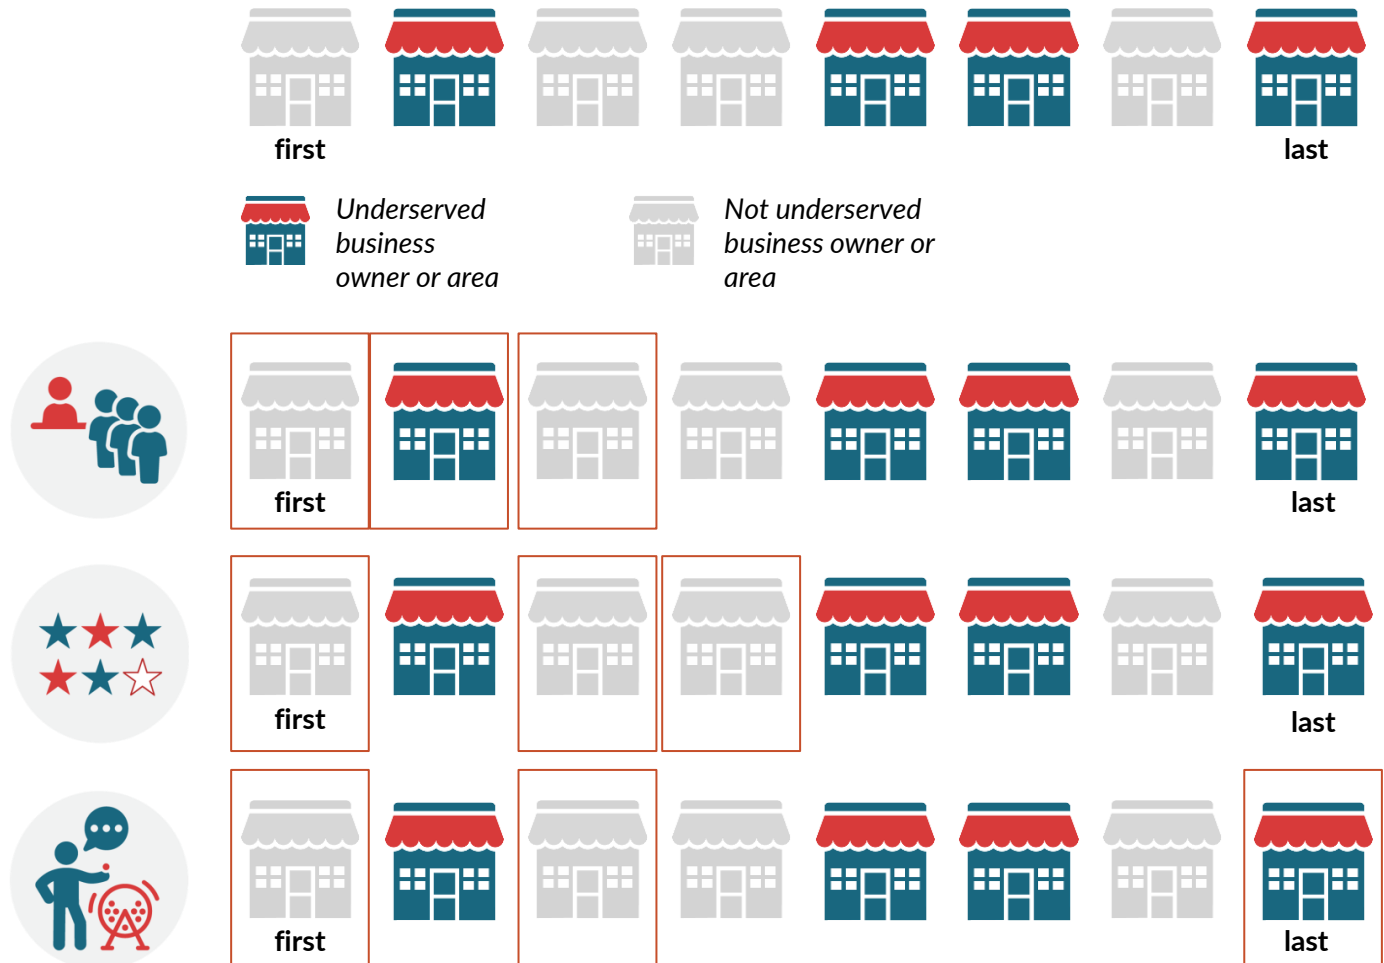 first
last
Underserved
business
owner or area
Not underserved
business owner or
area
first
last
first
last
first
last